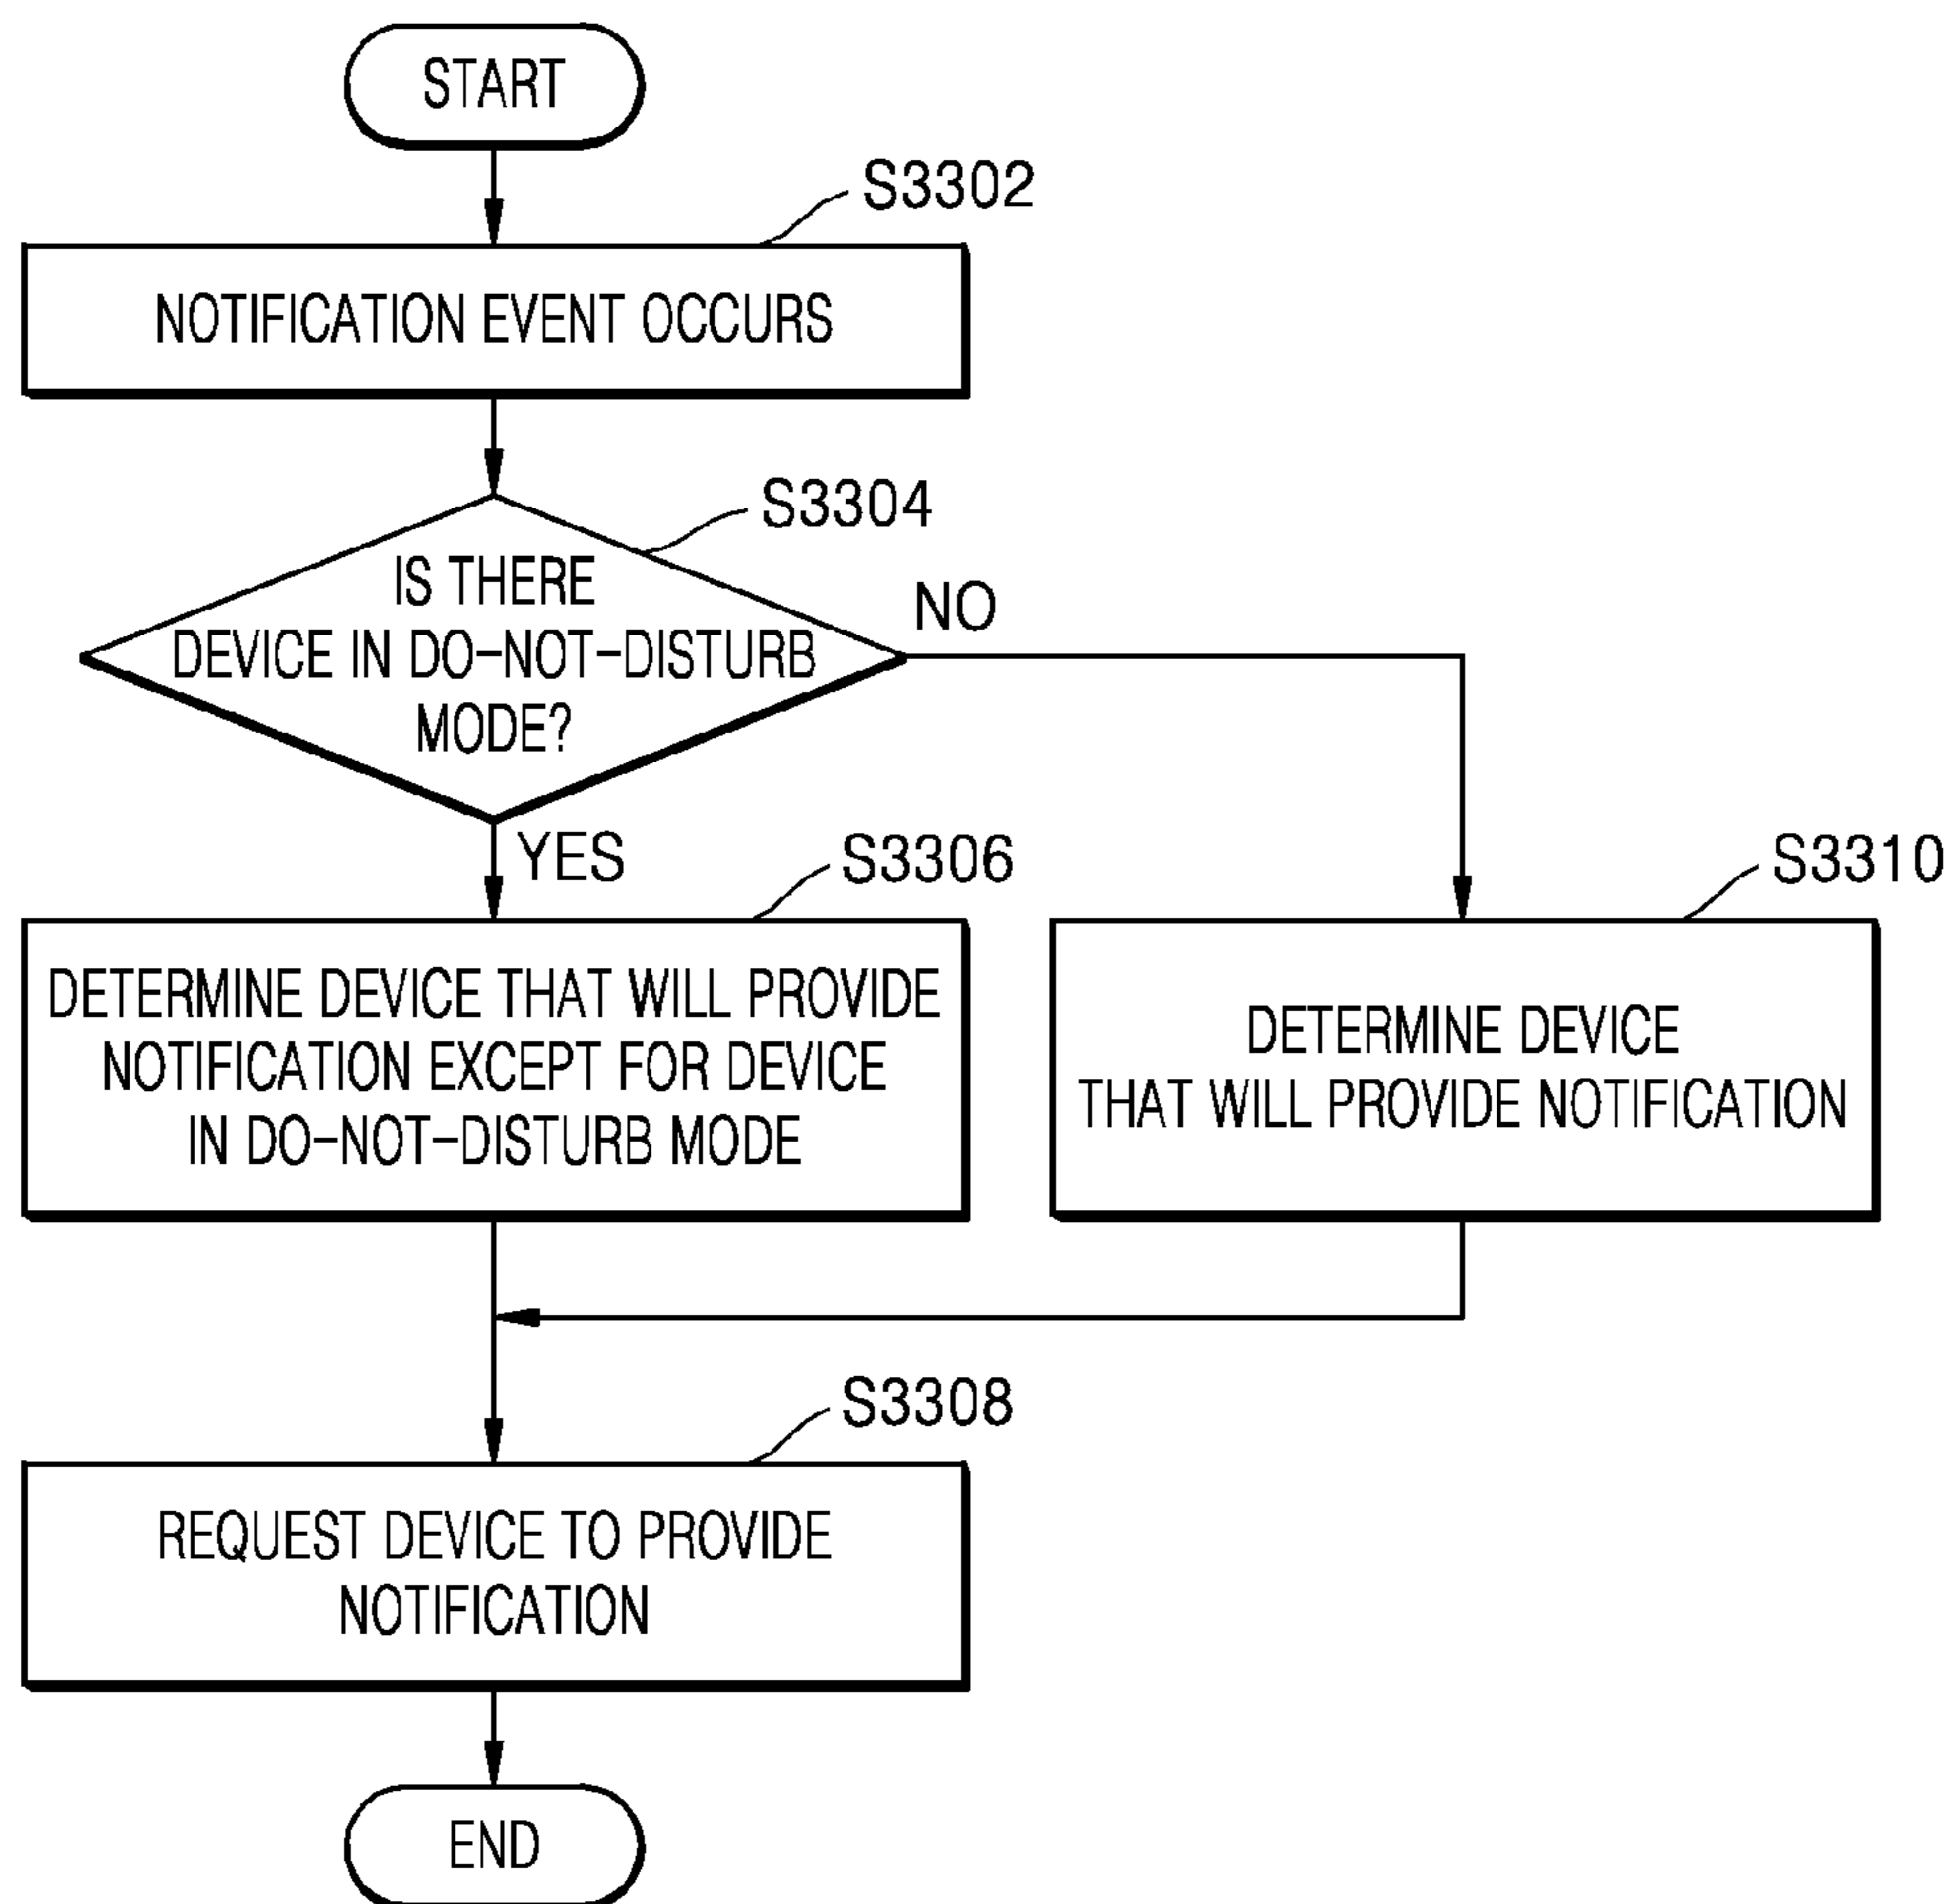 START
S3302
NOTIFICATION EVENT OCCURS
S3304
IS THERE
DEVICE IN DO-NOT-DISTURB
MODE?
NO
YES
S3306
DETERMINE DEVICE THAT WILL PROVIDE
NOTIFICATION EXCEPT FOR DEVICE
IN DO-NOT-DISTURB MODE
S3310
DETERMINE DEVICE
THAT WILL PROVIDE NOTIFICATION
S3308
REQUEST DEVICE TO PROVIDE
NOTIFICATION
END